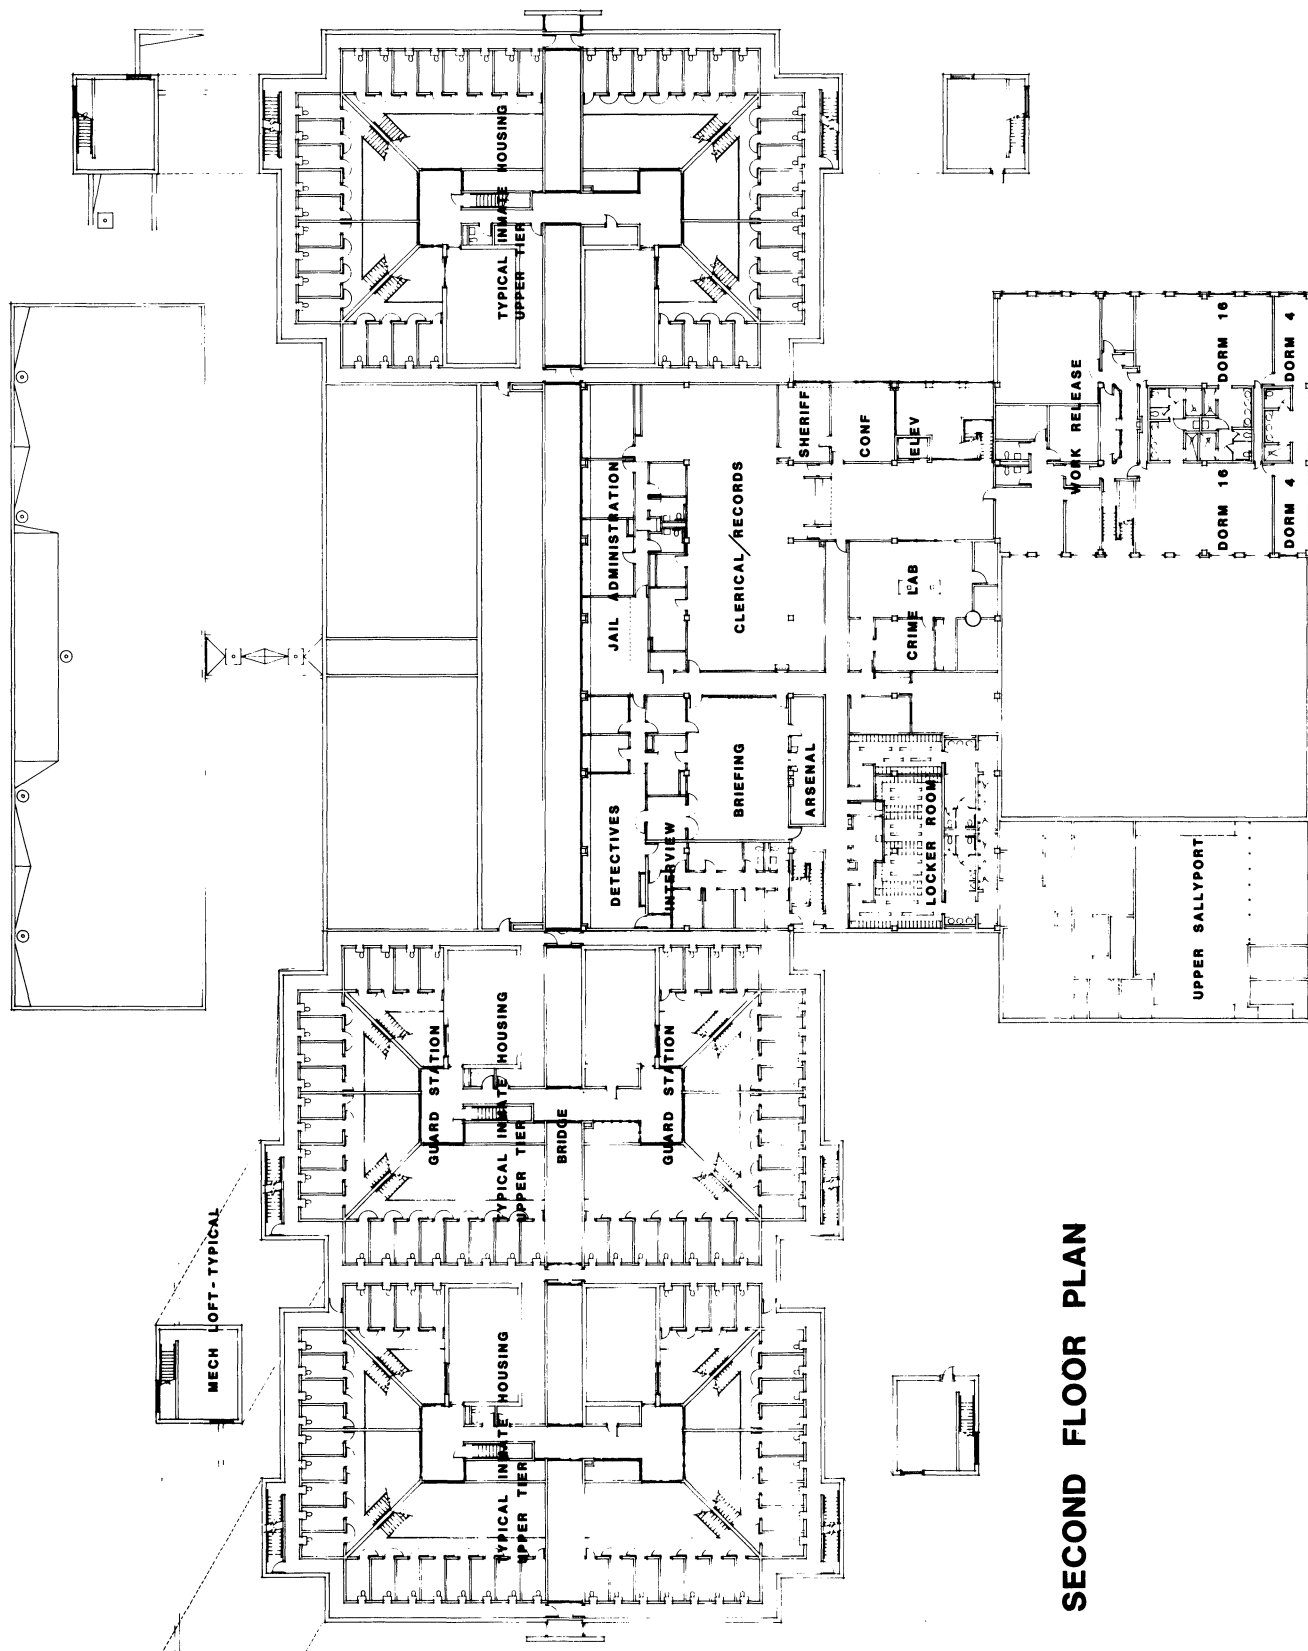 SECOND FLOOR PLAN
MECH LOFT - TYPICAL
TYPICAL INMATE HOUSING
UPPER TIER
GUARD STATION
TYPICAL INMATE HOUSING
UPPER TIER
HOUSING
BRIDGE
GUARD STATION
DETECTIVES
INTERVIEW
BRIEFING
ARSENAL
LOCKER ROOM
UPPER SALLYPORT
JAIL ADMINISTRATION
CLERICAL/RECORDS
CRIME LAB
SHERIFF
CONF
ELEV
WORK RELEASE
DORM 16
DORM 4
DORM 16
DORM 4
TYPICAL INMATE HOUSING
UPPER TIER